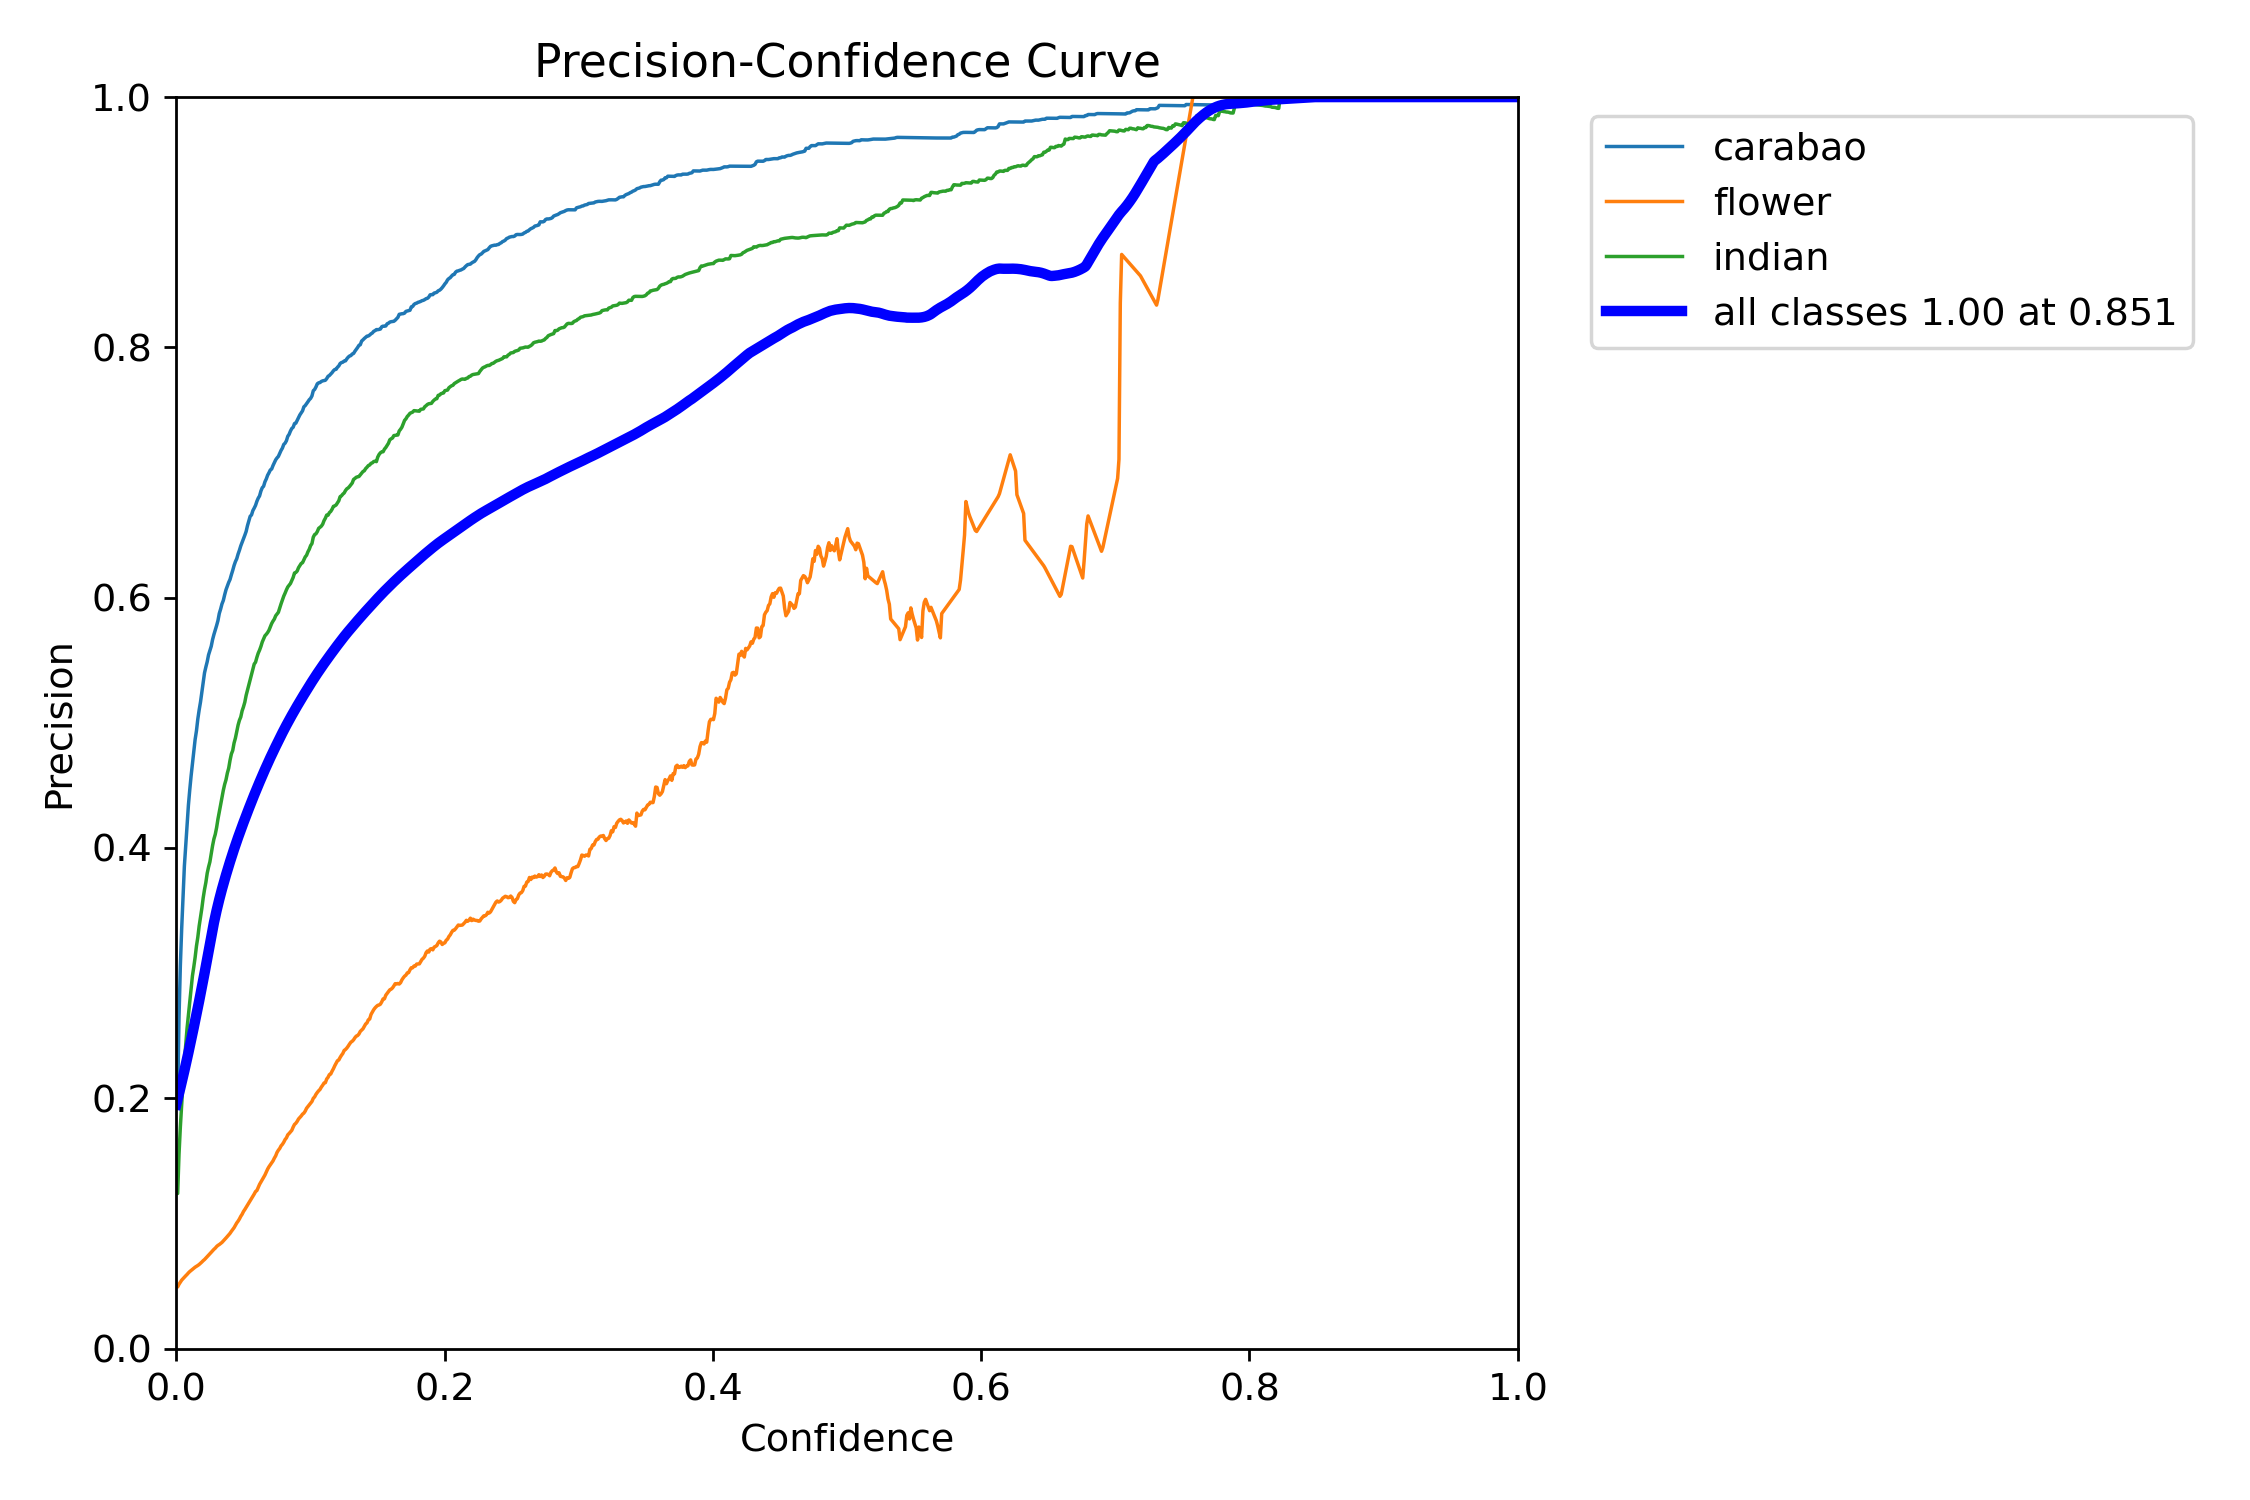 Precision-Confidence Curve
1.0
0.8
0.6
0.4
0.2
0.0
Precision
0.0 0.2 0.4 0.6 0.8 1.0
Confidence
carabao
flower
indian
all classes 1.00 at 0.851